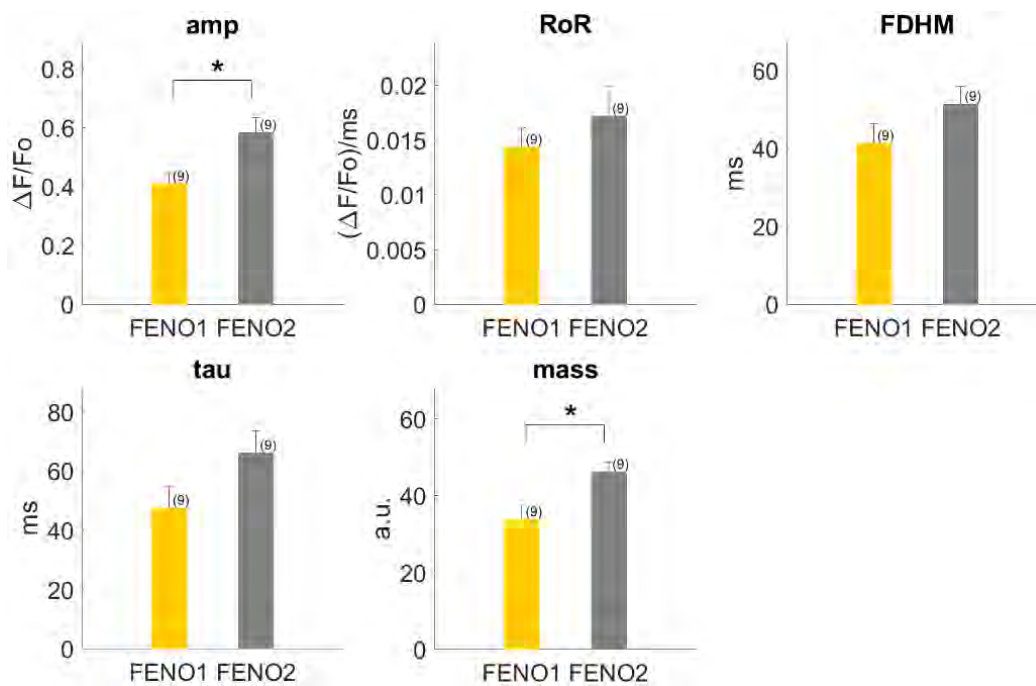 amp
ΔF/Fo
0.8
0.6
0.4
0.2
0
*
(9)
(9)
FENO1 FENO2
RoR
(ΔF/Fo)/ms
0.02
0.015
0.01
0.005
0
(9)
(9)
FENO1 FENO2
FDHM
ms
60
40
20
0
(9)
(9)
FENO1 FENO2
tau
ms
80
60
40
20
0
(9)
(9)
FENO1 FENO2
mass
a.u.
60
40
20
0
*
(9)
(9)
FENO1 FENO2